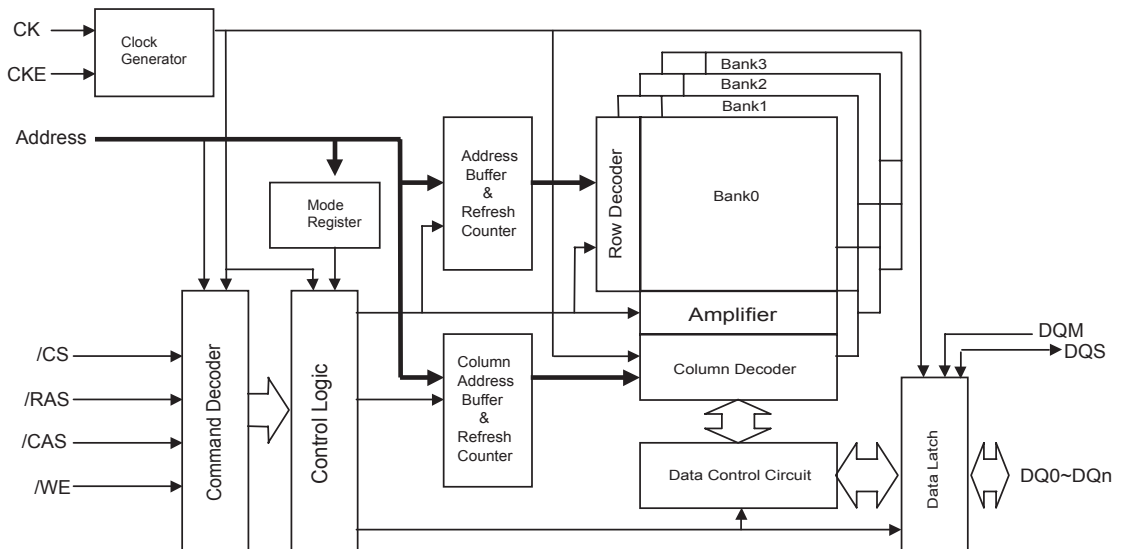 CK
CKE
Clock
Generator
Address
Mode
Register
Address
Buffer
&
Refresh
Counter
Row Decoder
Bank3
Bank2
Bank1
Bank0
Amplifier
Column Decoder
/CS
/RAS
/CAS
/WE
Command Decoder
Control Logic
Column
Address
Buffer
&
Refresh
Counter
Data Control Circuit
Data Latch
DQM
DQS
DQ0~DQn